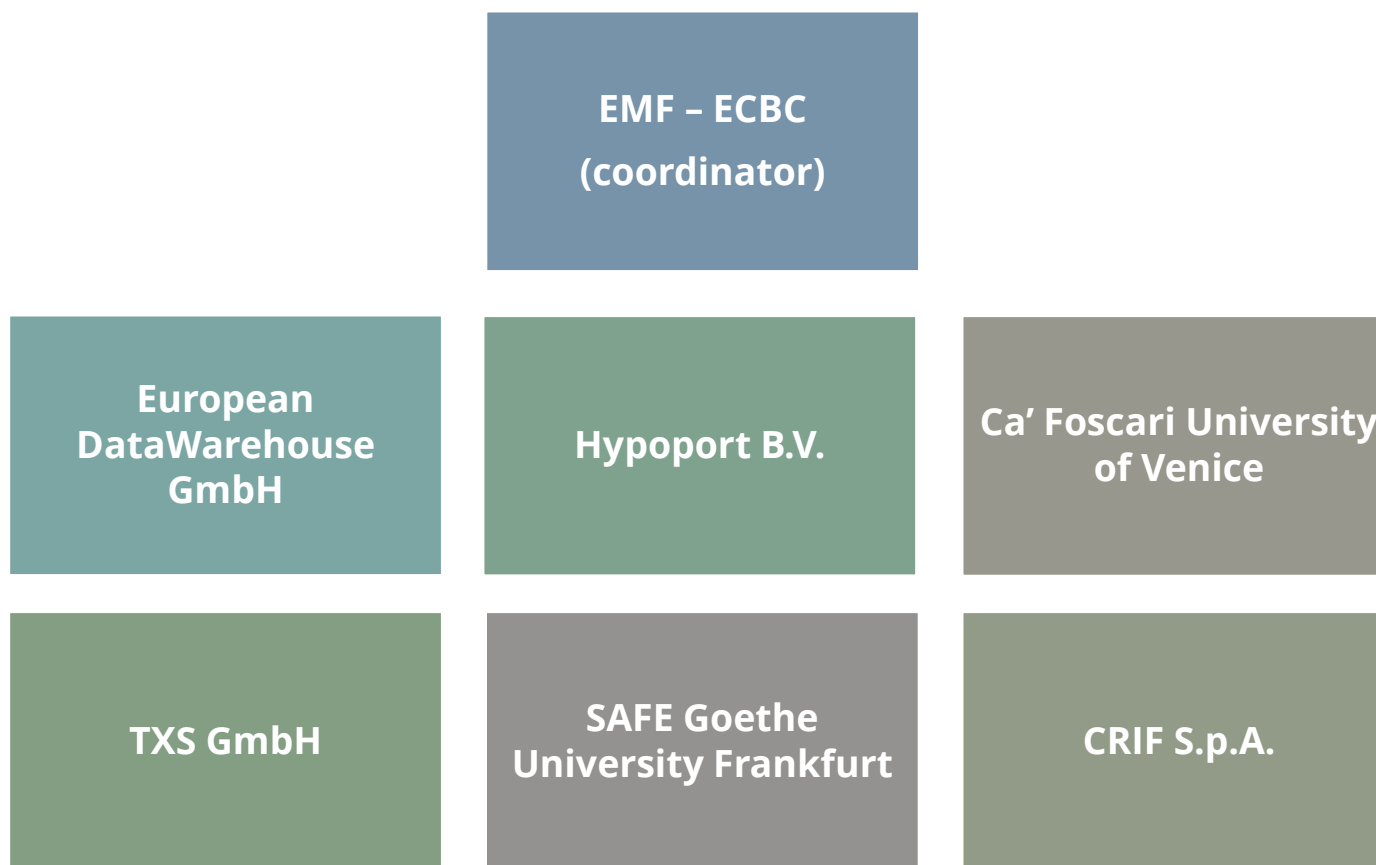 EMF – ECBC
(coordinator)
European
DataWarehouse
GmbH
Hypoport B.V.
Ca’ Foscari University
of Venice
TXS GmbH
SAFE Goethe
University Frankfurt
CRIF S.p.A.